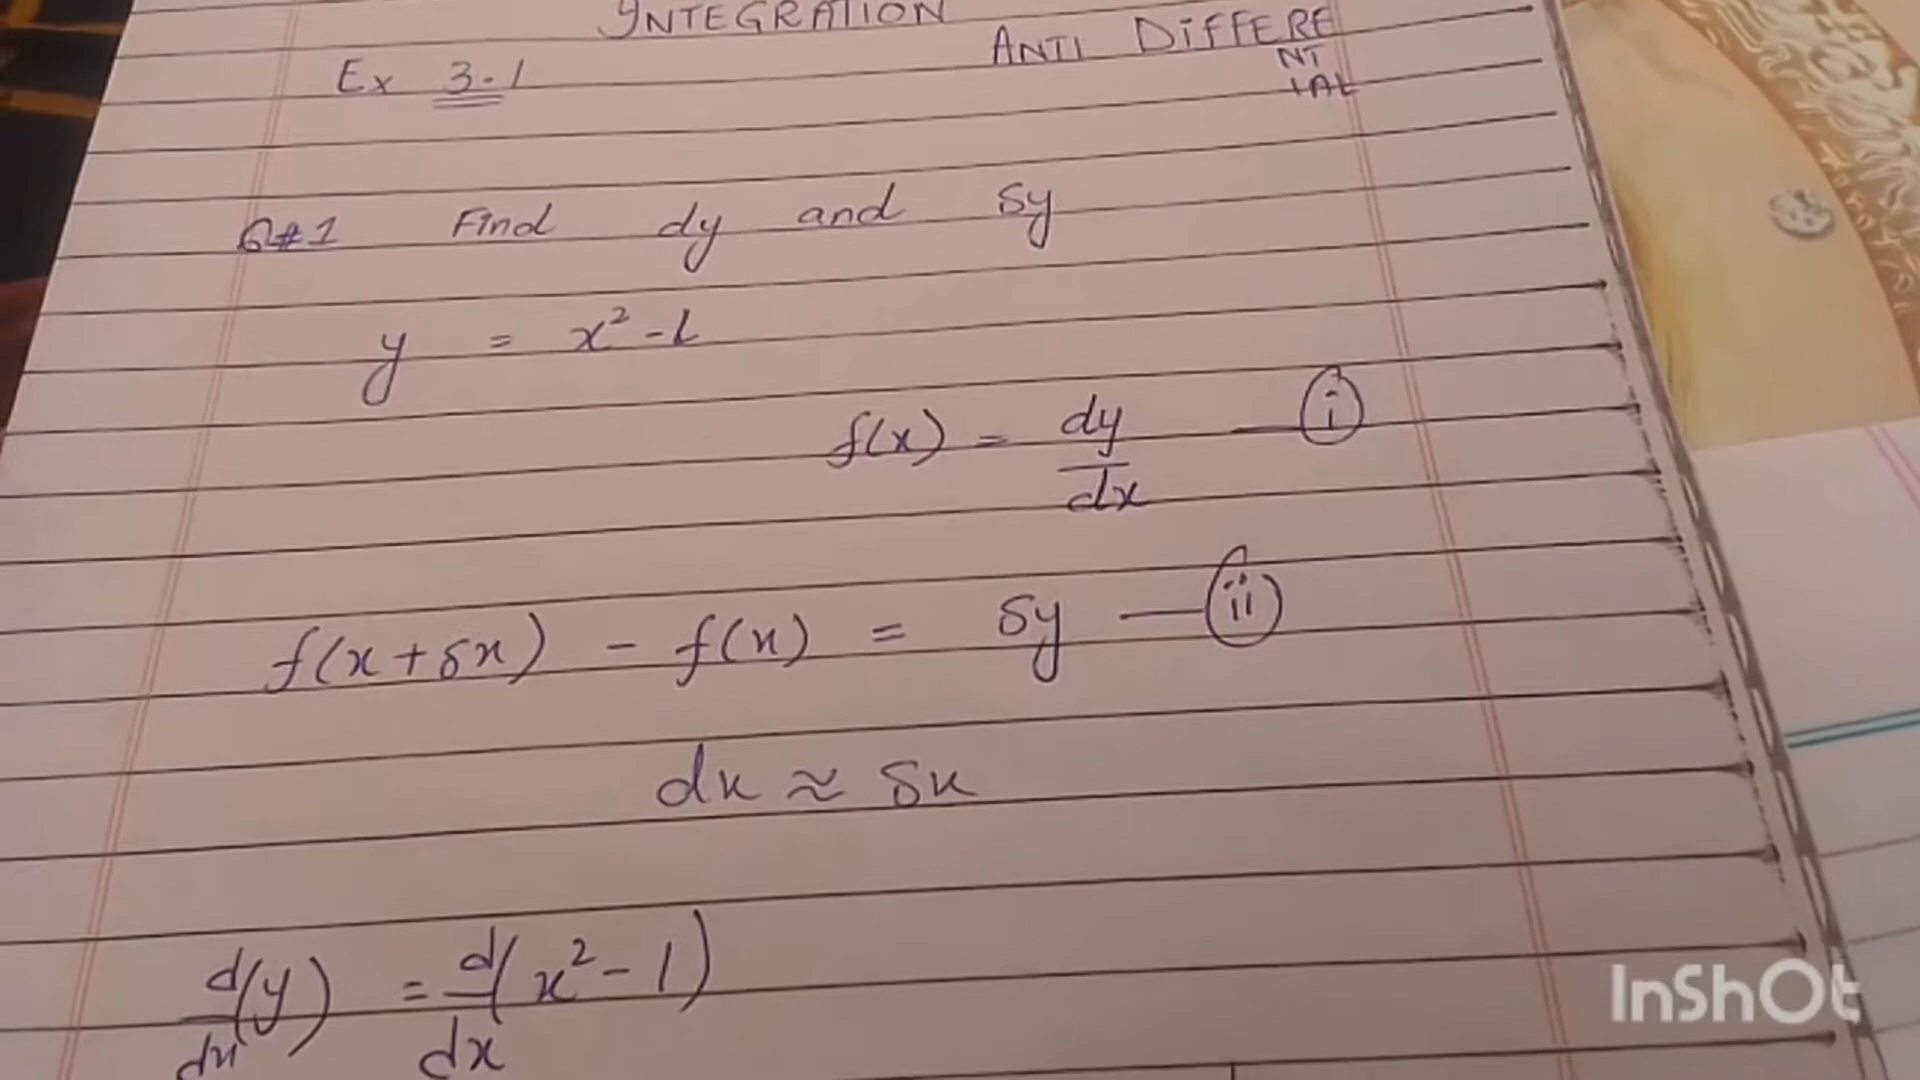 INTEGRATION
ANTI DiFFERENTIAL
Ex 3.1
Q#1 Find dy and δy
y = x² - 1
f(x) = dy/dx — (i)
f(x+δx) - f(x) = δy — (ii)
dx ≈ δx
d/dx (y) = d/dx (x² - 1)
InShOt